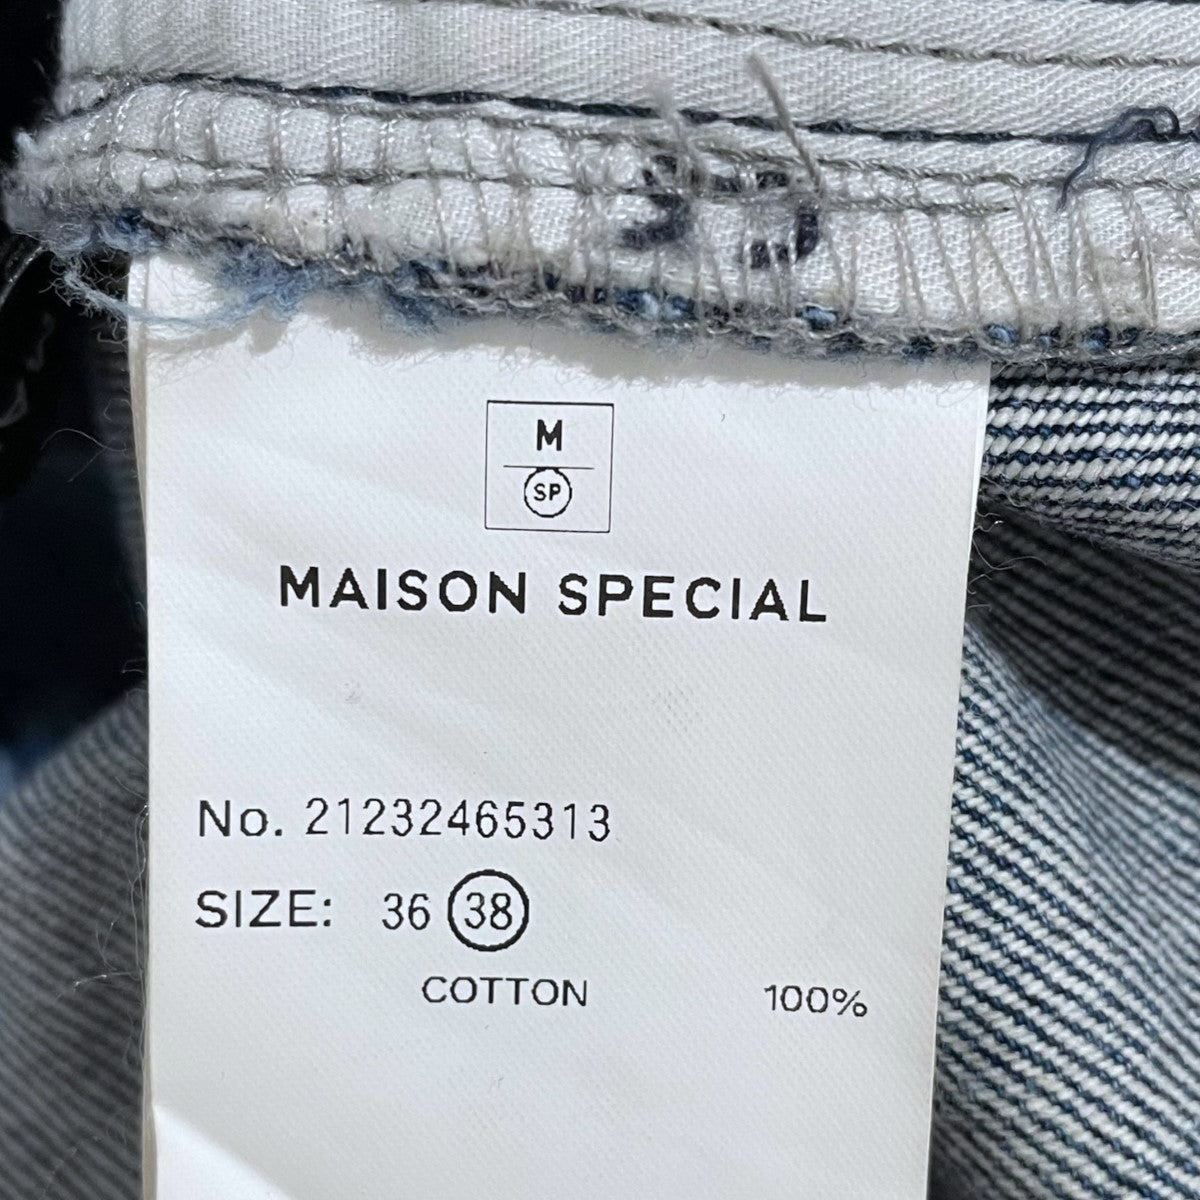 M
SP
MAISON SPECIAL
No. 21232465313
SIZE: 36 38
COTTON 100%